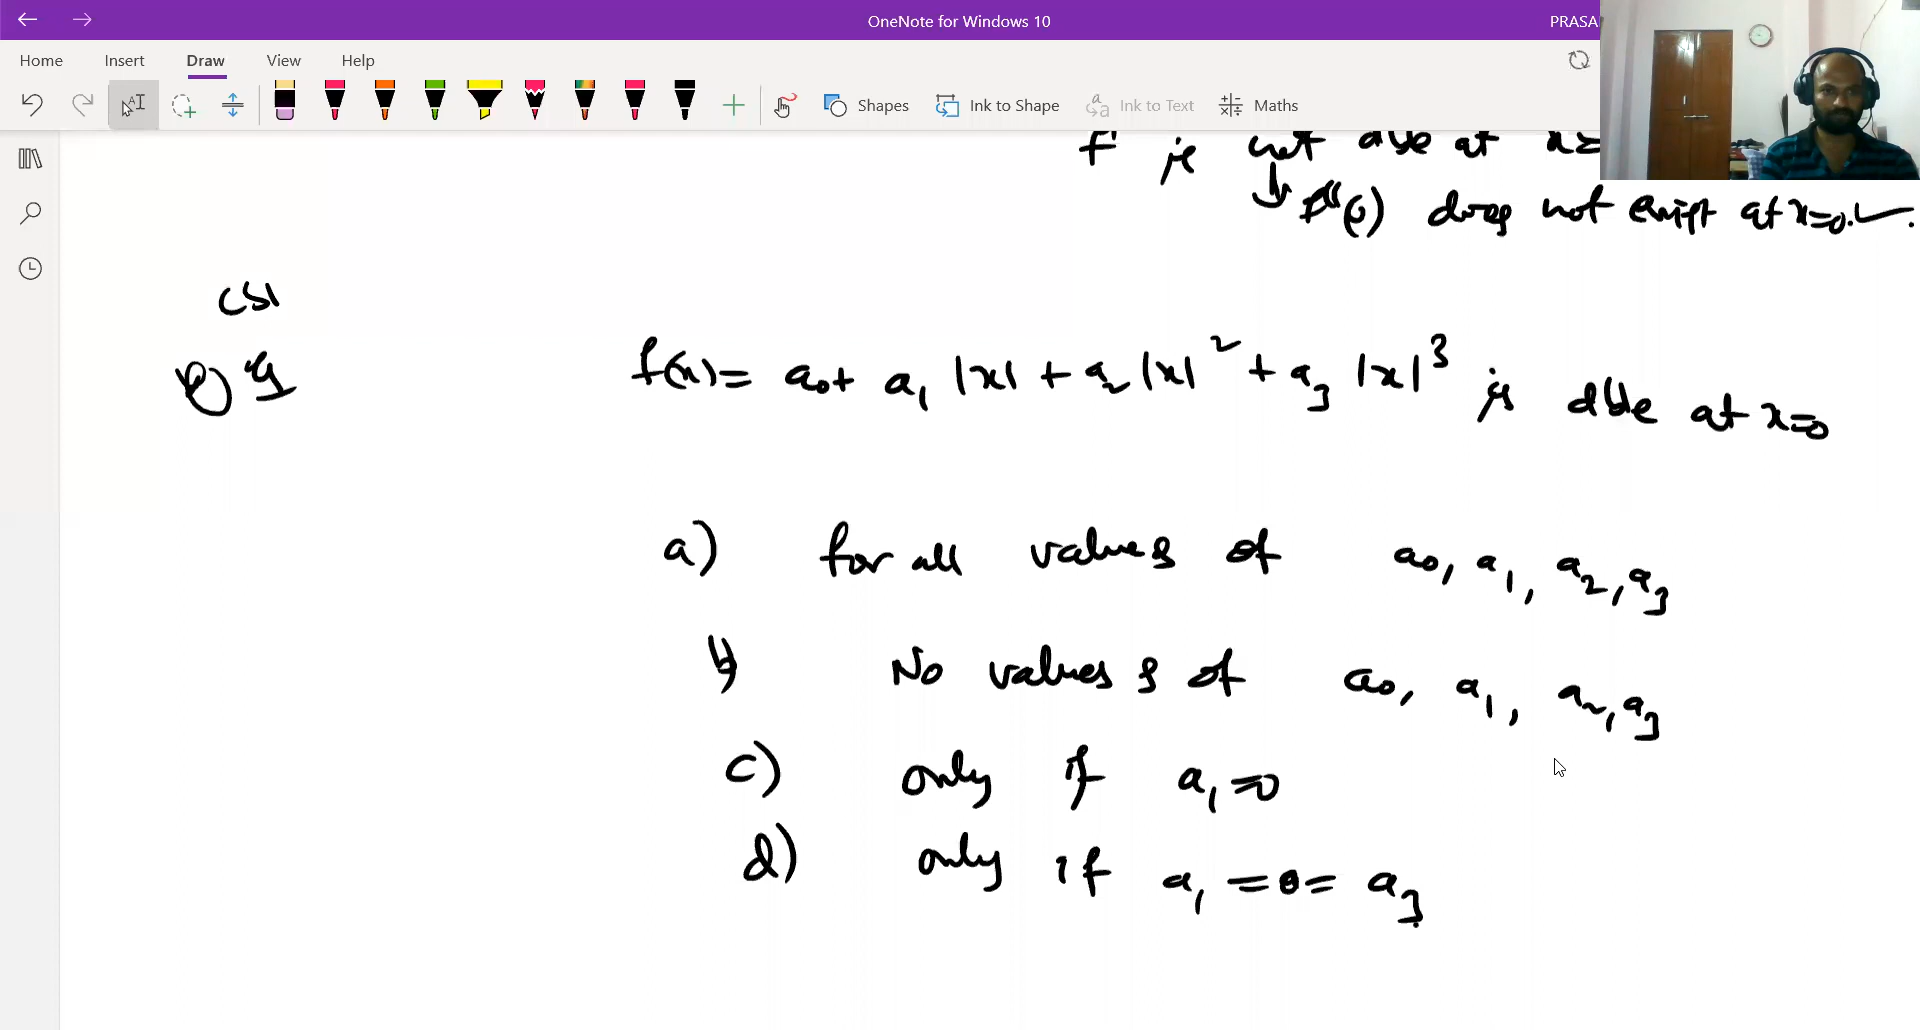 OneNote for Windows 10
PRASA
Home Insert Draw View Help
Shapes Ink to Shape Ink to Text Maths
f' is not dble at x=
f''(0) does not exist at x=0.
CSI
f(x) = a₀+ a₁ |x| + a₂ |x|² + a₃ |x|³ is dble at x=0
a) for all values of a₀, a₁, a₂, a₃
b) No values of a₀, a₁, a₂, a₃
c) only if a₁=0
d) only if a₁ =0= a₃